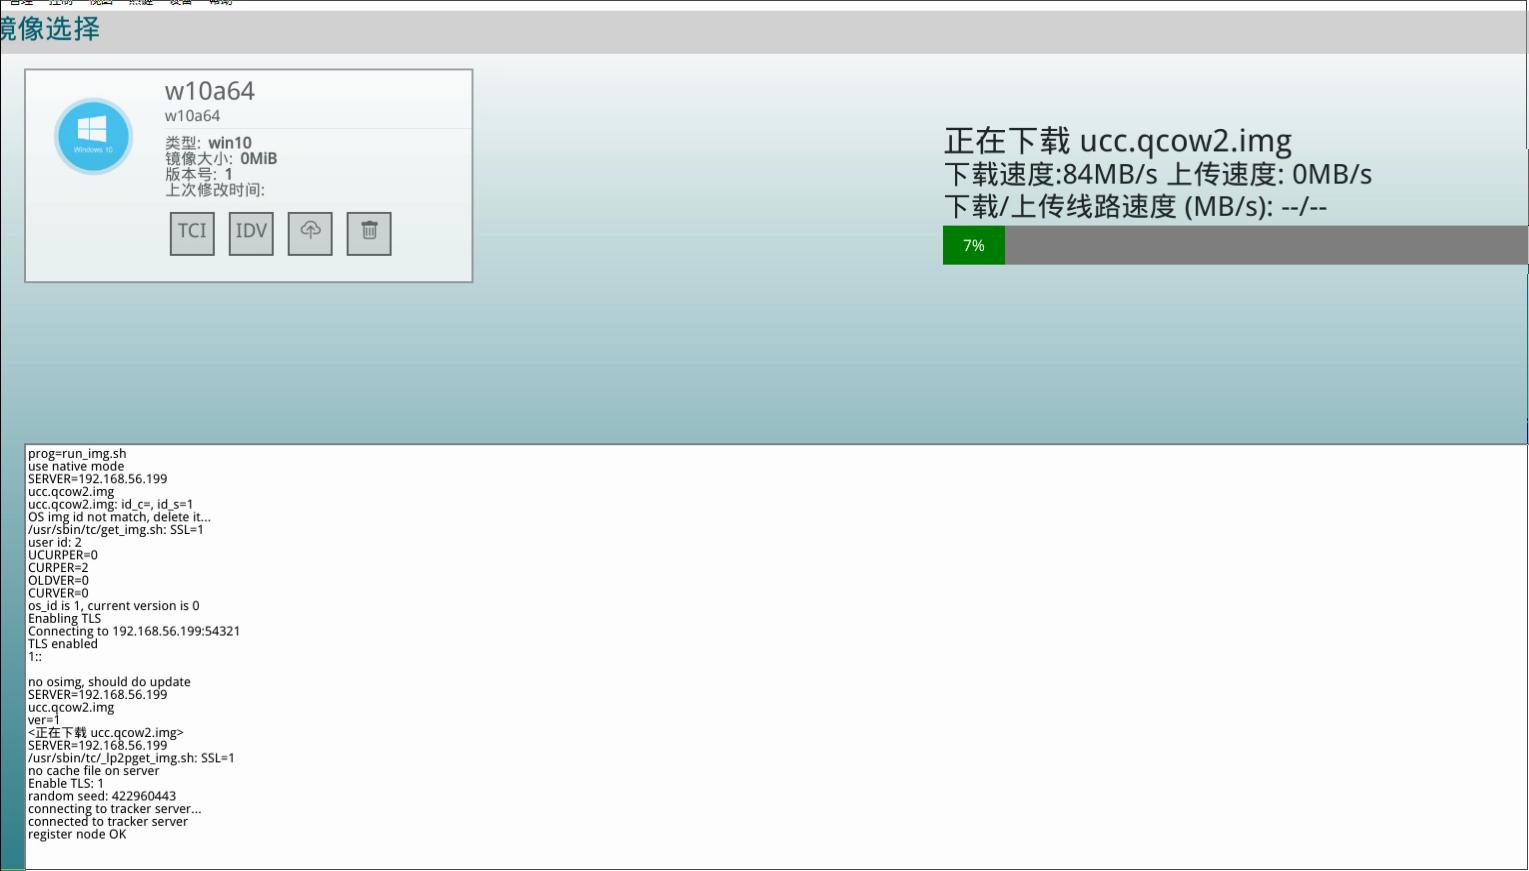 镜像选择
w10a64
w10a64
Windows 10
类型: win10
镜像大小: 0MiB
版本号: 1
上次修改时间:
TCI IDV
正在下载 ucc.qcow2.img
下载速度:84MB/s 上传速度: 0MB/s
下载/上传线路速度 (MB/s): --/--
7%
prog=run_img.sh
use native mode
SERVER=192.168.56.199
ucc.qcow2.img
ucc.qcow2.img: id_c=, id_s=1
OS img id not match, delete it...
/usr/sbin/tc/get_img.sh: SSL=1
user id: 2
UCURPER=0
CURPER=2
OLDVER=0
CURVER=0
os_id is 1, current version is 0
Enabling TLS
Connecting to 192.168.56.199:54321
TLS enabled
1::
no osimg, should do update
SERVER=192.168.56.199
ucc.qcow2.img
ver=1
<正在下载 ucc.qcow2.img>
SERVER=192.168.56.199
/usr/sbin/tc/_lp2pget_img.sh: SSL=1
no cache file on server
Enable TLS: 1
random seed: 422960443
connecting to tracker server...
connected to tracker server
register node OK